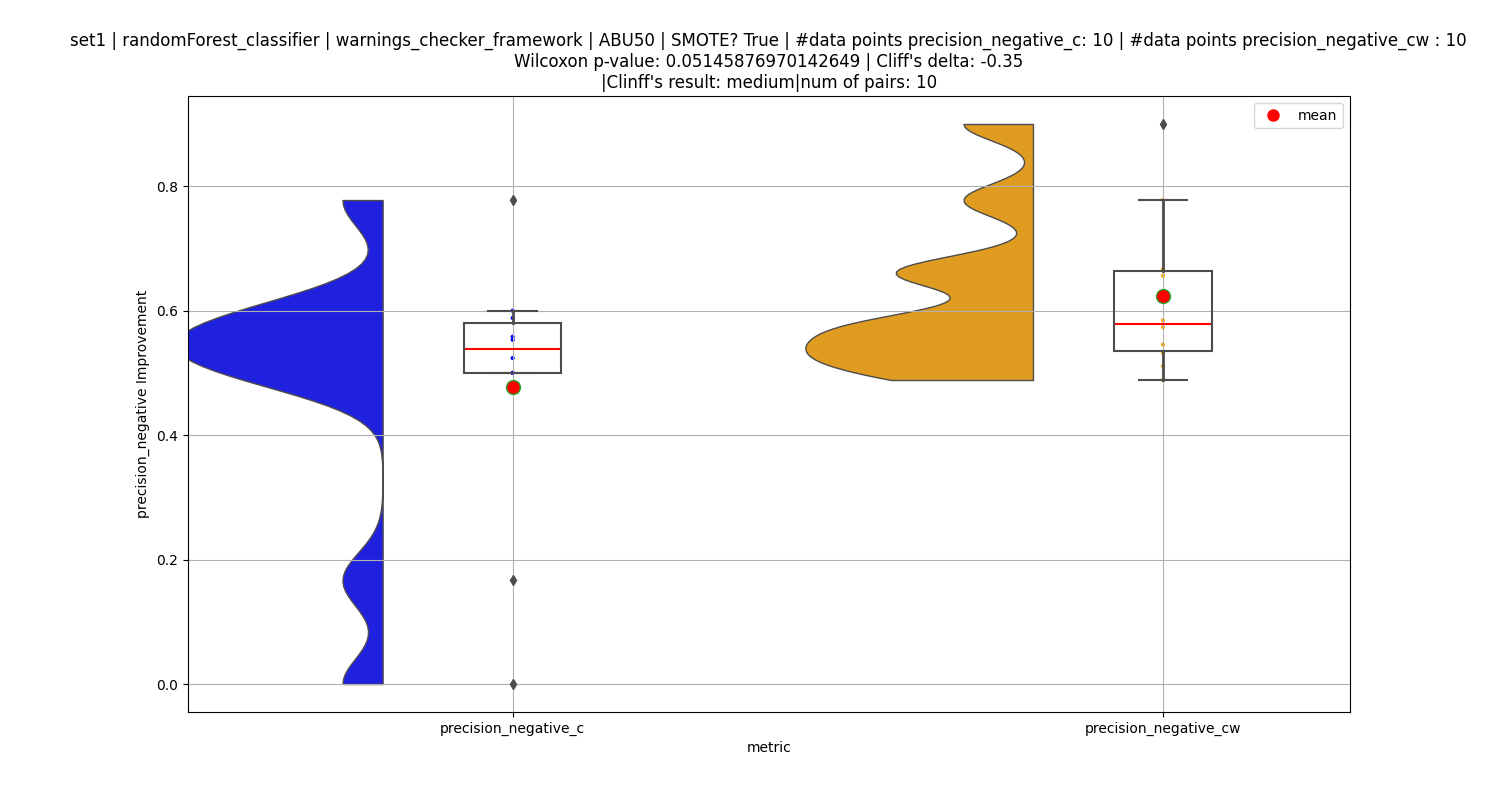 set1 | randomForest_classifier | warnings_checker_framework | ABU50 | SMOTE? True | #data points precision_negative_c: 10 | #data points precision_negative_cw : 10
Wilcoxon p-value: 0.05145876970142649 | Cliff's delta: -0.35
|Clinff's result: medium|num of pairs: 10
mean
precision_negative Improvement
0.8
0.6
0.4
0.2
0.0
precision_negative_c
precision_negative_cw
metric